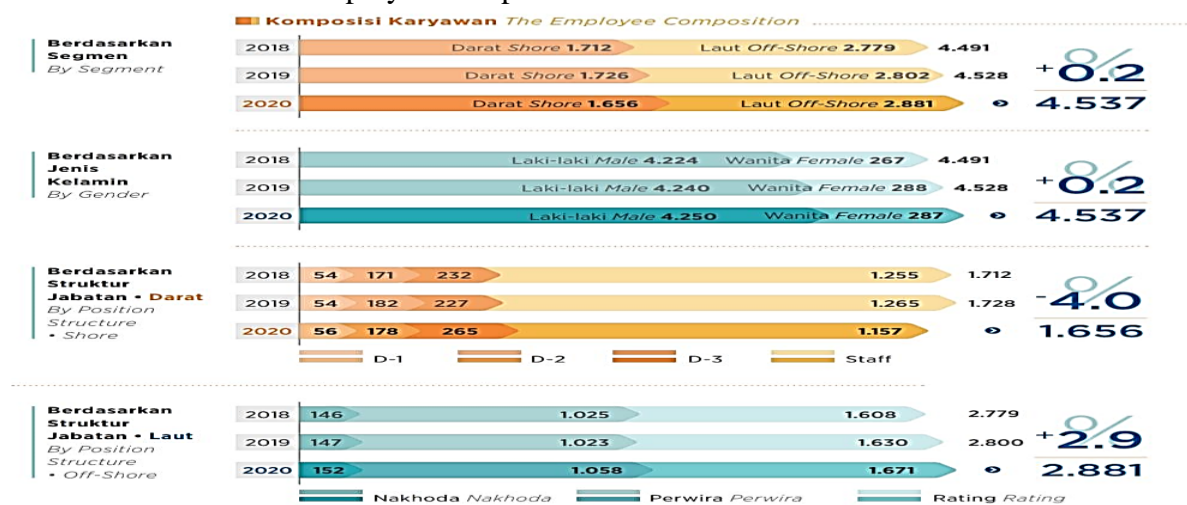 Komposisi Karyawan The Employee Composition
Berdasarkan
Segmen
By Segment
2018 Darat Shore 1.712 Laut Off-Shore 2.779 4.491
2019 Darat Shore 1.726 Laut Off-Shore 2.802 4.528
2020 Darat Shore 1.656 Laut Off-Shore 2.881
%
+0.2
4.537
Berdasarkan
Jenis
Kelamin
By Gender
2018 Laki-laki Male 4.224 Wanita Female 267 4.491
2019 Laki-laki Male 4.240 Wanita Female 288 4.528
2020 Laki-laki Male 4.250 Wanita Female 287
%
+0.2
4.537
Berdasarkan
Struktur
Jabatan • Darat
By Position
Structure
• Shore
2018 54 171 232 1.255 1.712
2019 54 182 227 1.265 1.728
2020 56 178 265 1.157
%
-4.0
1.656
D-1 D-2 D-3 Staff
Berdasarkan
Struktur
Jabatan • Laut
By Position
Structure
• Off-Shore
2018 146 1.025 1.608 2.779
2019 147 1.023 1.630 2.800
2020 152 1.058 1.671
%
+2.9
2.881
Nakhoda Nakhoda Perwira Perwira Rating Rating